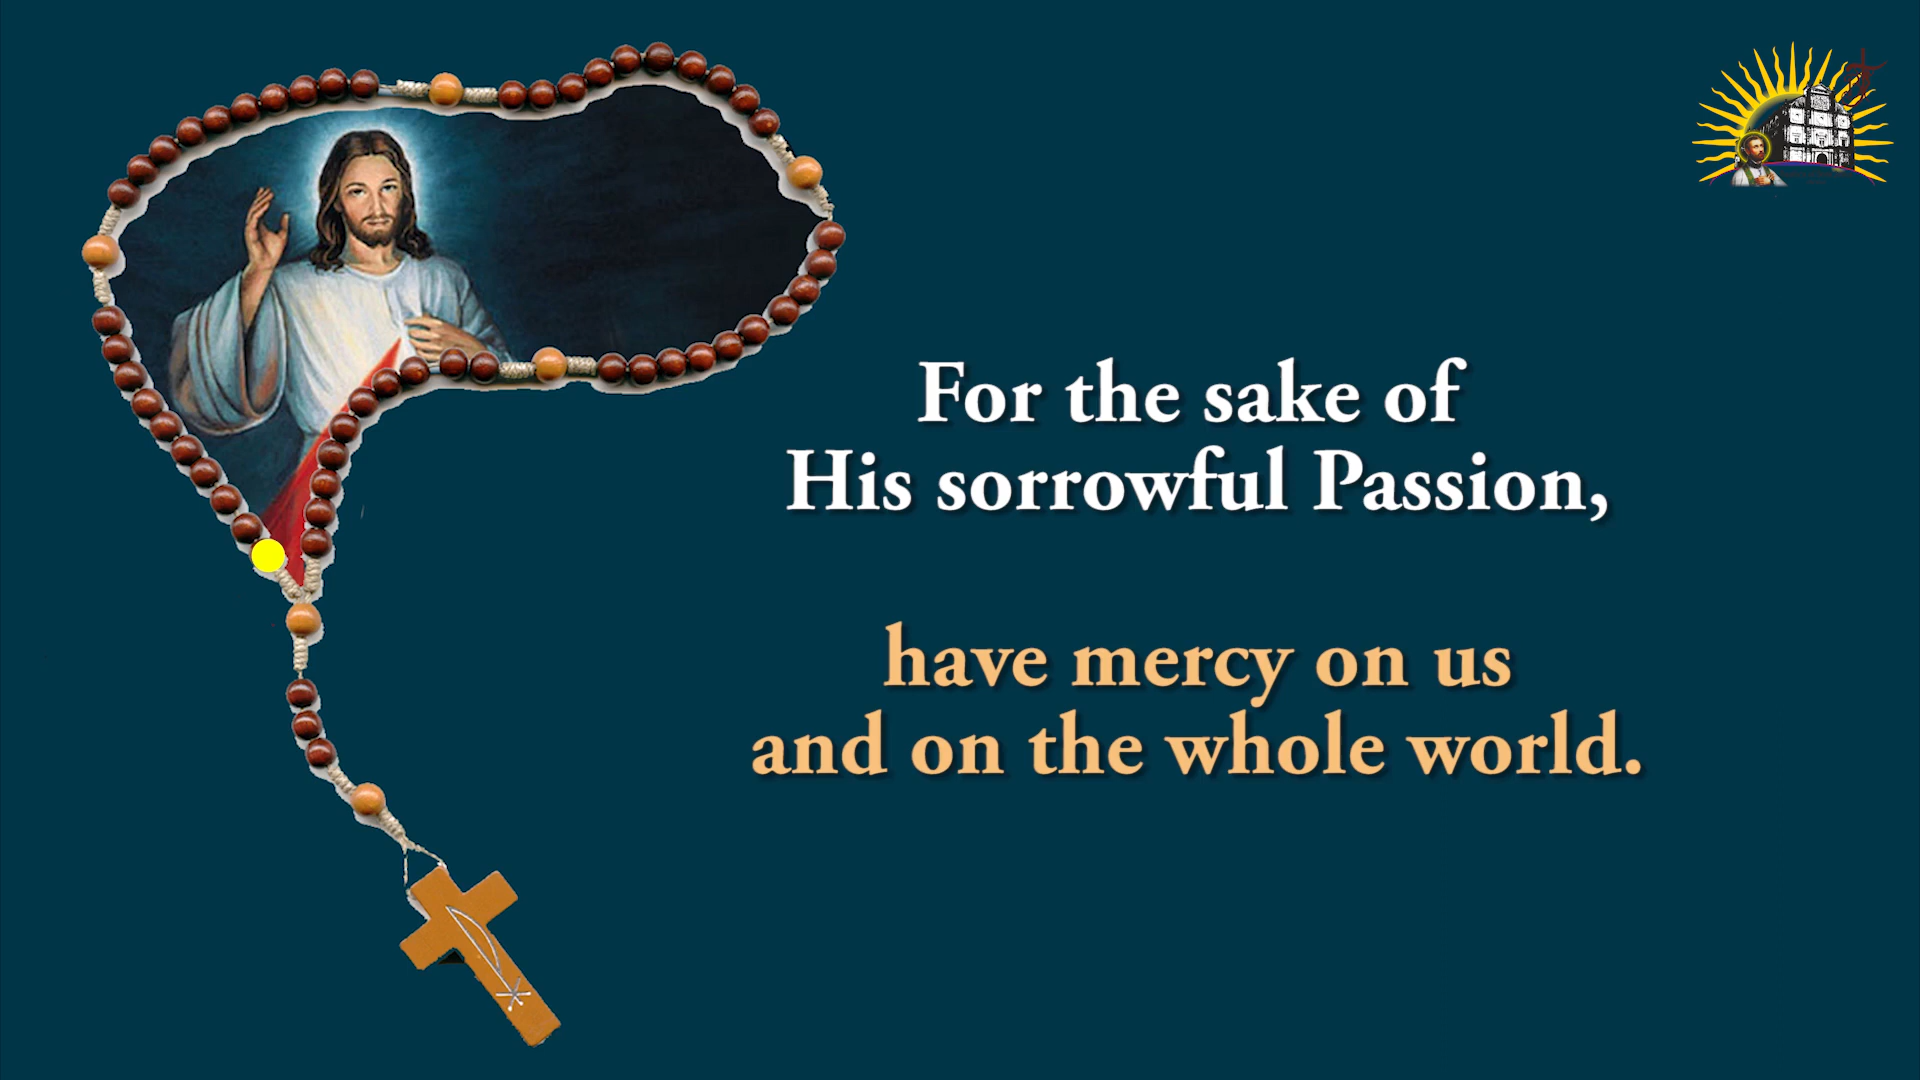 For the sake of
His sorrowful Passion,
have mercy on us
and on the whole world.